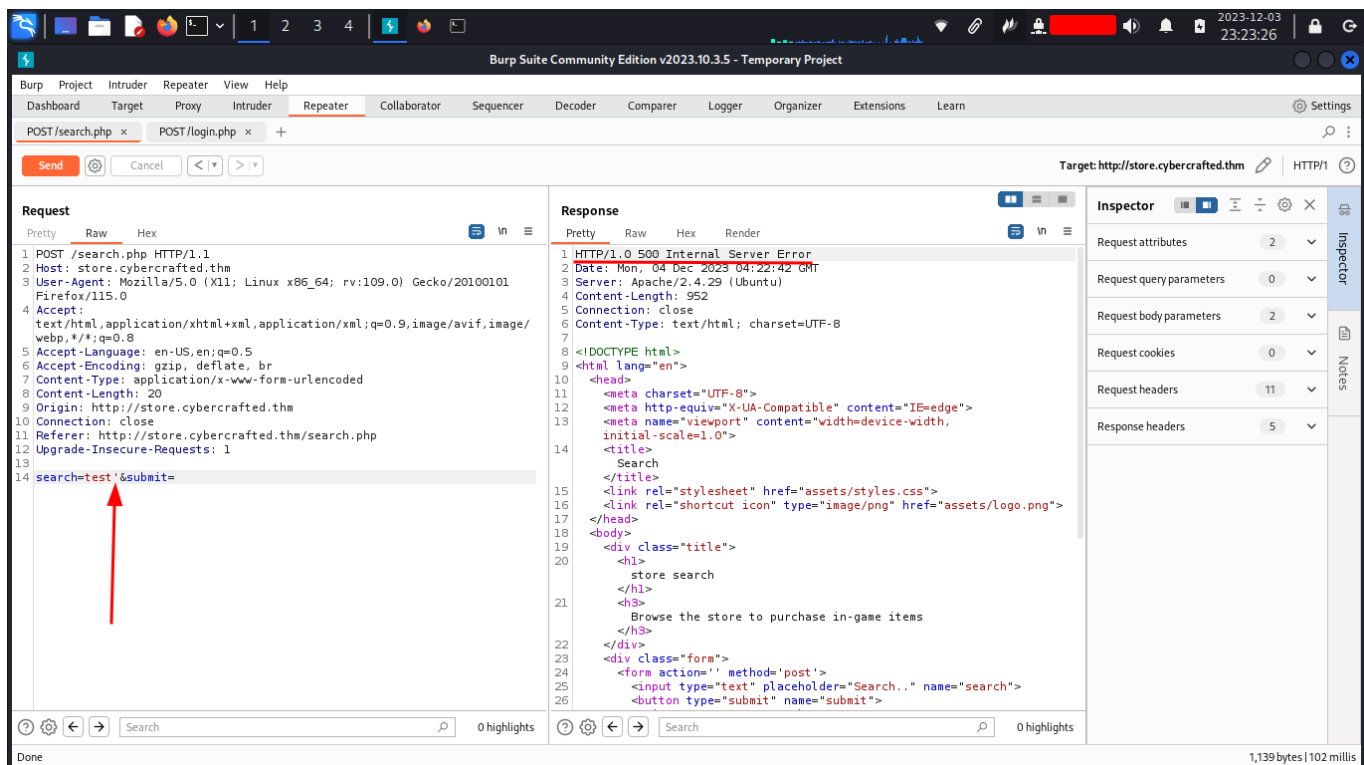 1 2 3 4
2023-12-03
23:23:26
Burp Suite Community Edition v2023.10.3.5 - Temporary Project
Burp Project Intruder Repeater View Help
Dashboard Target Proxy Intruder Repeater Collaborator Sequencer Decoder Comparer Logger Organizer Extensions Learn Settings
POST /search.php × POST /login.php × +
Send Cancel < > Target: http://store.cybercrafted.thm HTTP/1
Request
Pretty Raw Hex \n
1 POST /search.php HTTP/1.1
2 Host: store.cybercrafted.thm
3 User-Agent: Mozilla/5.0 (X11; Linux x86_64; rv:109.0) Gecko/20100101
Firefox/115.0
4 Accept:
text/html,application/xhtml+xml,application/xml;q=0.9,image/avif,image/
webp,*/*;q=0.8
5 Accept-Language: en-US,en;q=0.5
6 Accept-Encoding: gzip, deflate, br
7 Content-Type: application/x-www-form-urlencoded
8 Content-Length: 20
9 Origin: http://store.cybercrafted.thm
10 Connection: close
11 Referer: http://store.cybercrafted.thm/search.php
12 Upgrade-Insecure-Requests: 1
13
14 search=test'&submit=
Search 0 highlights
Response
Pretty Raw Hex Render \n
1 HTTP/1.0 500 Internal Server Error
2 Date: Mon, 04 Dec 2023 04:22:42 GMT
3 Server: Apache/2.4.29 (Ubuntu)
4 Content-Length: 952
5 Connection: close
6 Content-Type: text/html; charset=UTF-8
7
8 <!DOCTYPE html>
9 <html lang="en">
10 <head>
11 <meta charset="UTF-8">
12 <meta http-equiv="X-UA-Compatible" content="IE=edge">
13 <meta name="viewport" content="width=device-width,
initial-scale=1.0">
14 <title>
Search
</title>
15 <link rel="stylesheet" href="assets/styles.css">
16 <link rel="shortcut icon" type="image/png" href="assets/logo.png">
17 </head>
18 <body>
19 <div class="title">
20 <h1>
store search
</h1>
21 <h3>
Browse the store to purchase in-game items
</h3>
22 </div>
23 <div class="form">
24 <form action='' method='post'>
25 <input type="text" placeholder="Search.." name="search">
26 <button type="submit" name="submit">
Search 0 highlights
Inspector
Request attributes 2
Request query parameters 0
Request body parameters 2
Request cookies 0
Request headers 11
Response headers 5
Inspector
Notes
Done 1,139 bytes | 102 millis